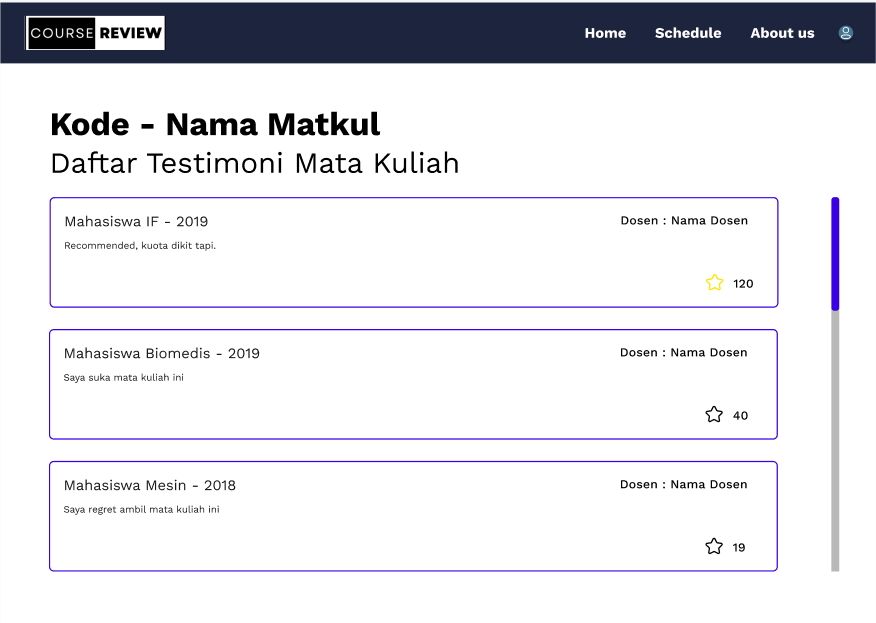 COURSE REVIEW
Home Schedule About us
Kode - Nama Matkul
Daftar Testimoni Mata Kuliah
Mahasiswa IF - 2019
Dosen : Nama Dosen
Recommended, kuota dikit tapi.
120
Mahasiswa Biomedis - 2019
Dosen : Nama Dosen
Saya suka mata kuliah ini
40
Mahasiswa Mesin - 2018
Dosen : Nama Dosen
Saya regret ambil mata kuliah ini
19